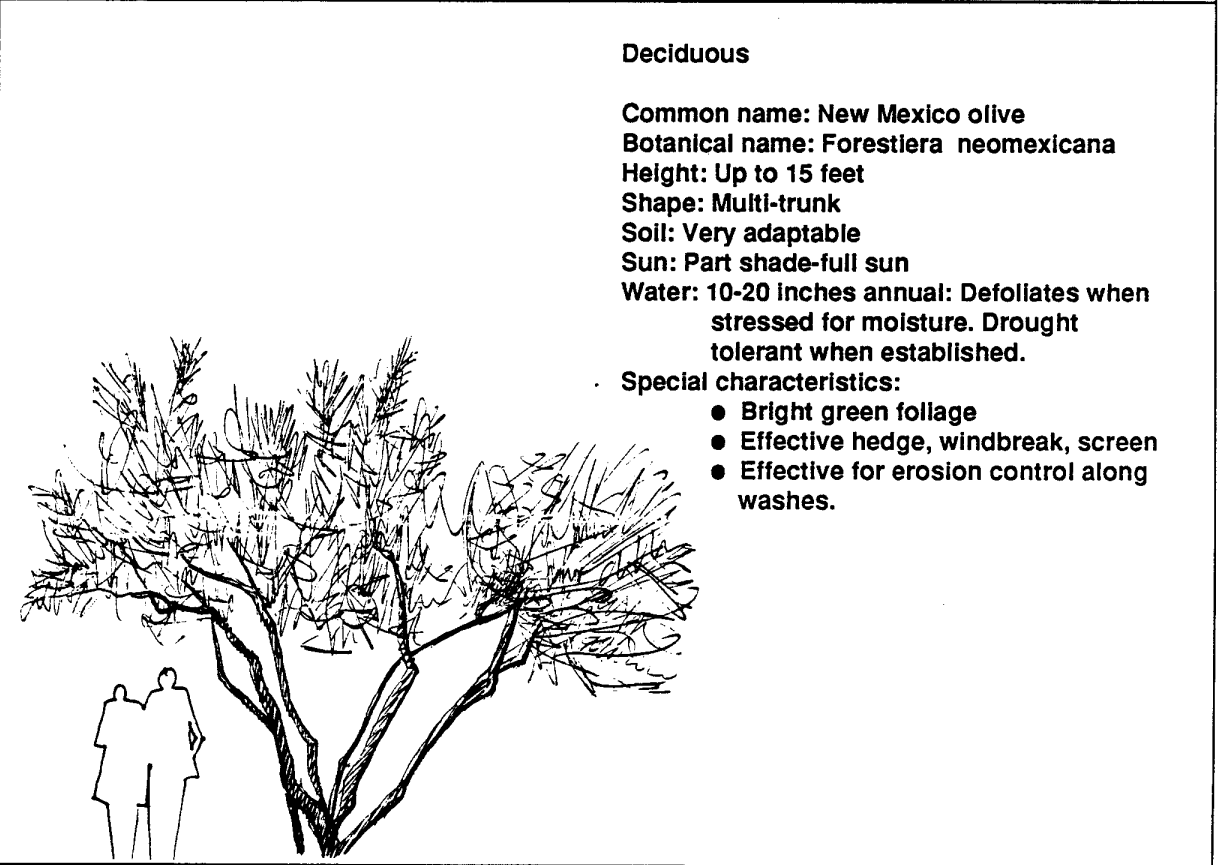 Deciduous
Common name: New Mexico olive
Botanical name: Forestiera neomexicana
Height: Up to 15 feet
Shape: Multi-trunk
Soil: Very adaptable
Sun: Part shade-full sun
Water: 10-20 inches annual: Defoliates when
stressed for moisture. Drought
tolerant when established.
Special characteristics:
● Bright green foliage
● Effective hedge, windbreak, screen
● Effective for erosion control along
washes.